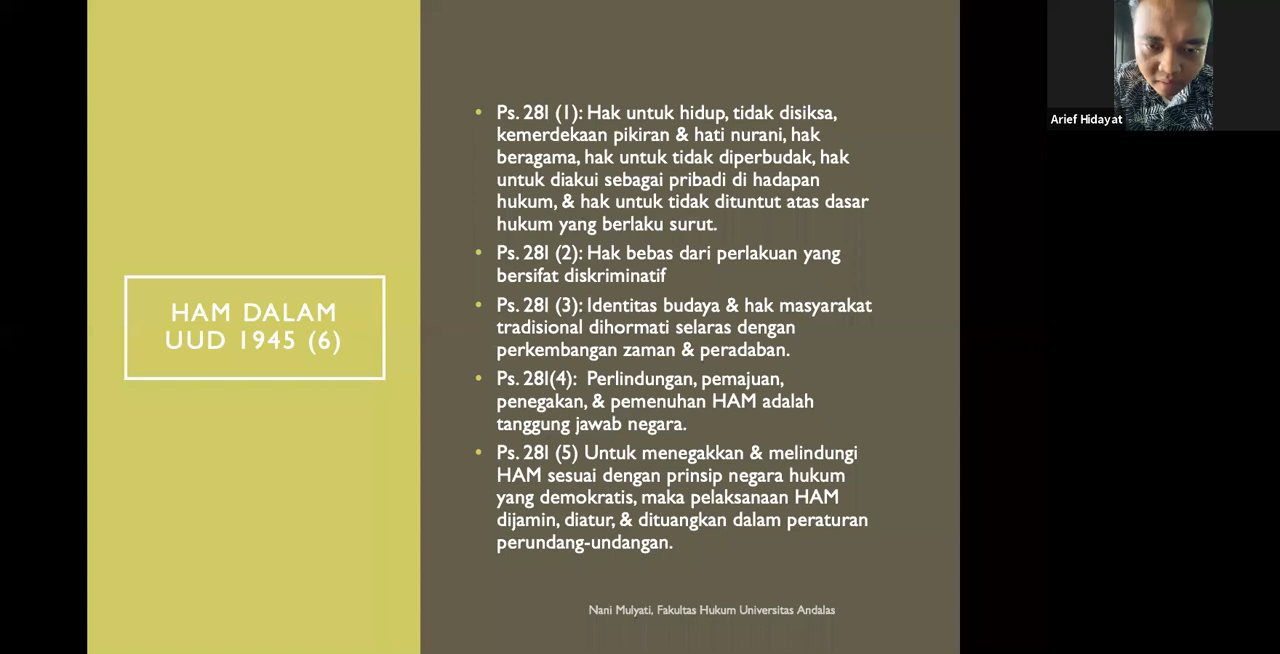 HAM DALAM
UUD 1945 (6)
• Ps. 28I (1): Hak untuk hidup, tidak disiksa,
kemerdekaan pikiran & hati nurani, hak
beragama, hak untuk tidak diperbudak, hak
untuk diakui sebagai pribadi di hadapan
hukum, & hak untuk tidak dituntut atas dasar
hukum yang berlaku surut.
• Ps. 28I (2): Hak bebas dari perlakuan yang
bersifat diskriminatif
• Ps. 28I (3): Identitas budaya & hak masyarakat
tradisional dihormati selaras dengan
perkembangan zaman & peradaban.
• Ps. 28I(4): Perlindungan, pemajuan,
penegakan, & pemenuhan HAM adalah
tanggung jawab negara.
• Ps. 28I (5) Untuk menegakkan & melindungi
HAM sesuai dengan prinsip negara hukum
yang demokratis, maka pelaksanaan HAM
dijamin, diatur, & dituangkan dalam peraturan
perundang-undangan.
Nani Mulyati, Fakultas Hukum Universitas Andalas
Arief Hidayat